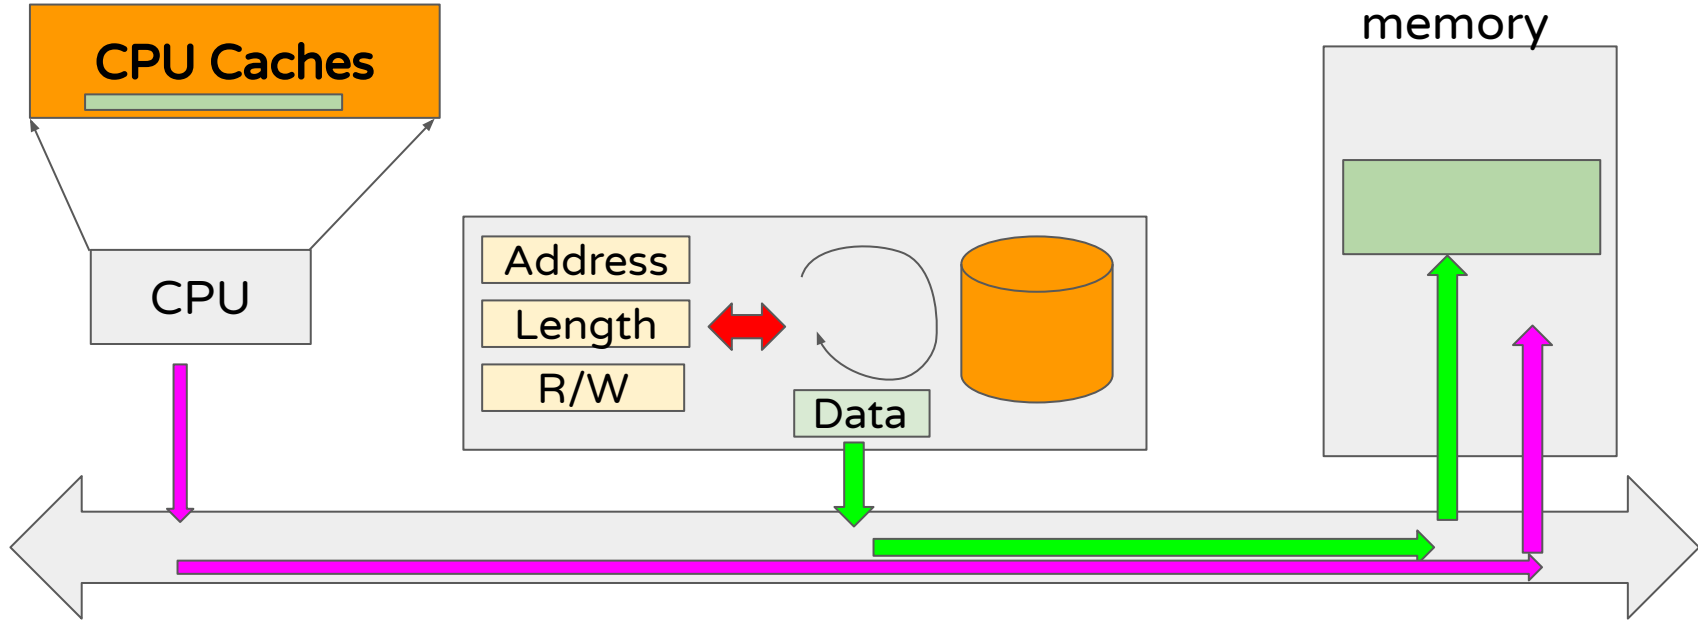 CPU Caches
memory
CPU
Address
Length
R/W
Data